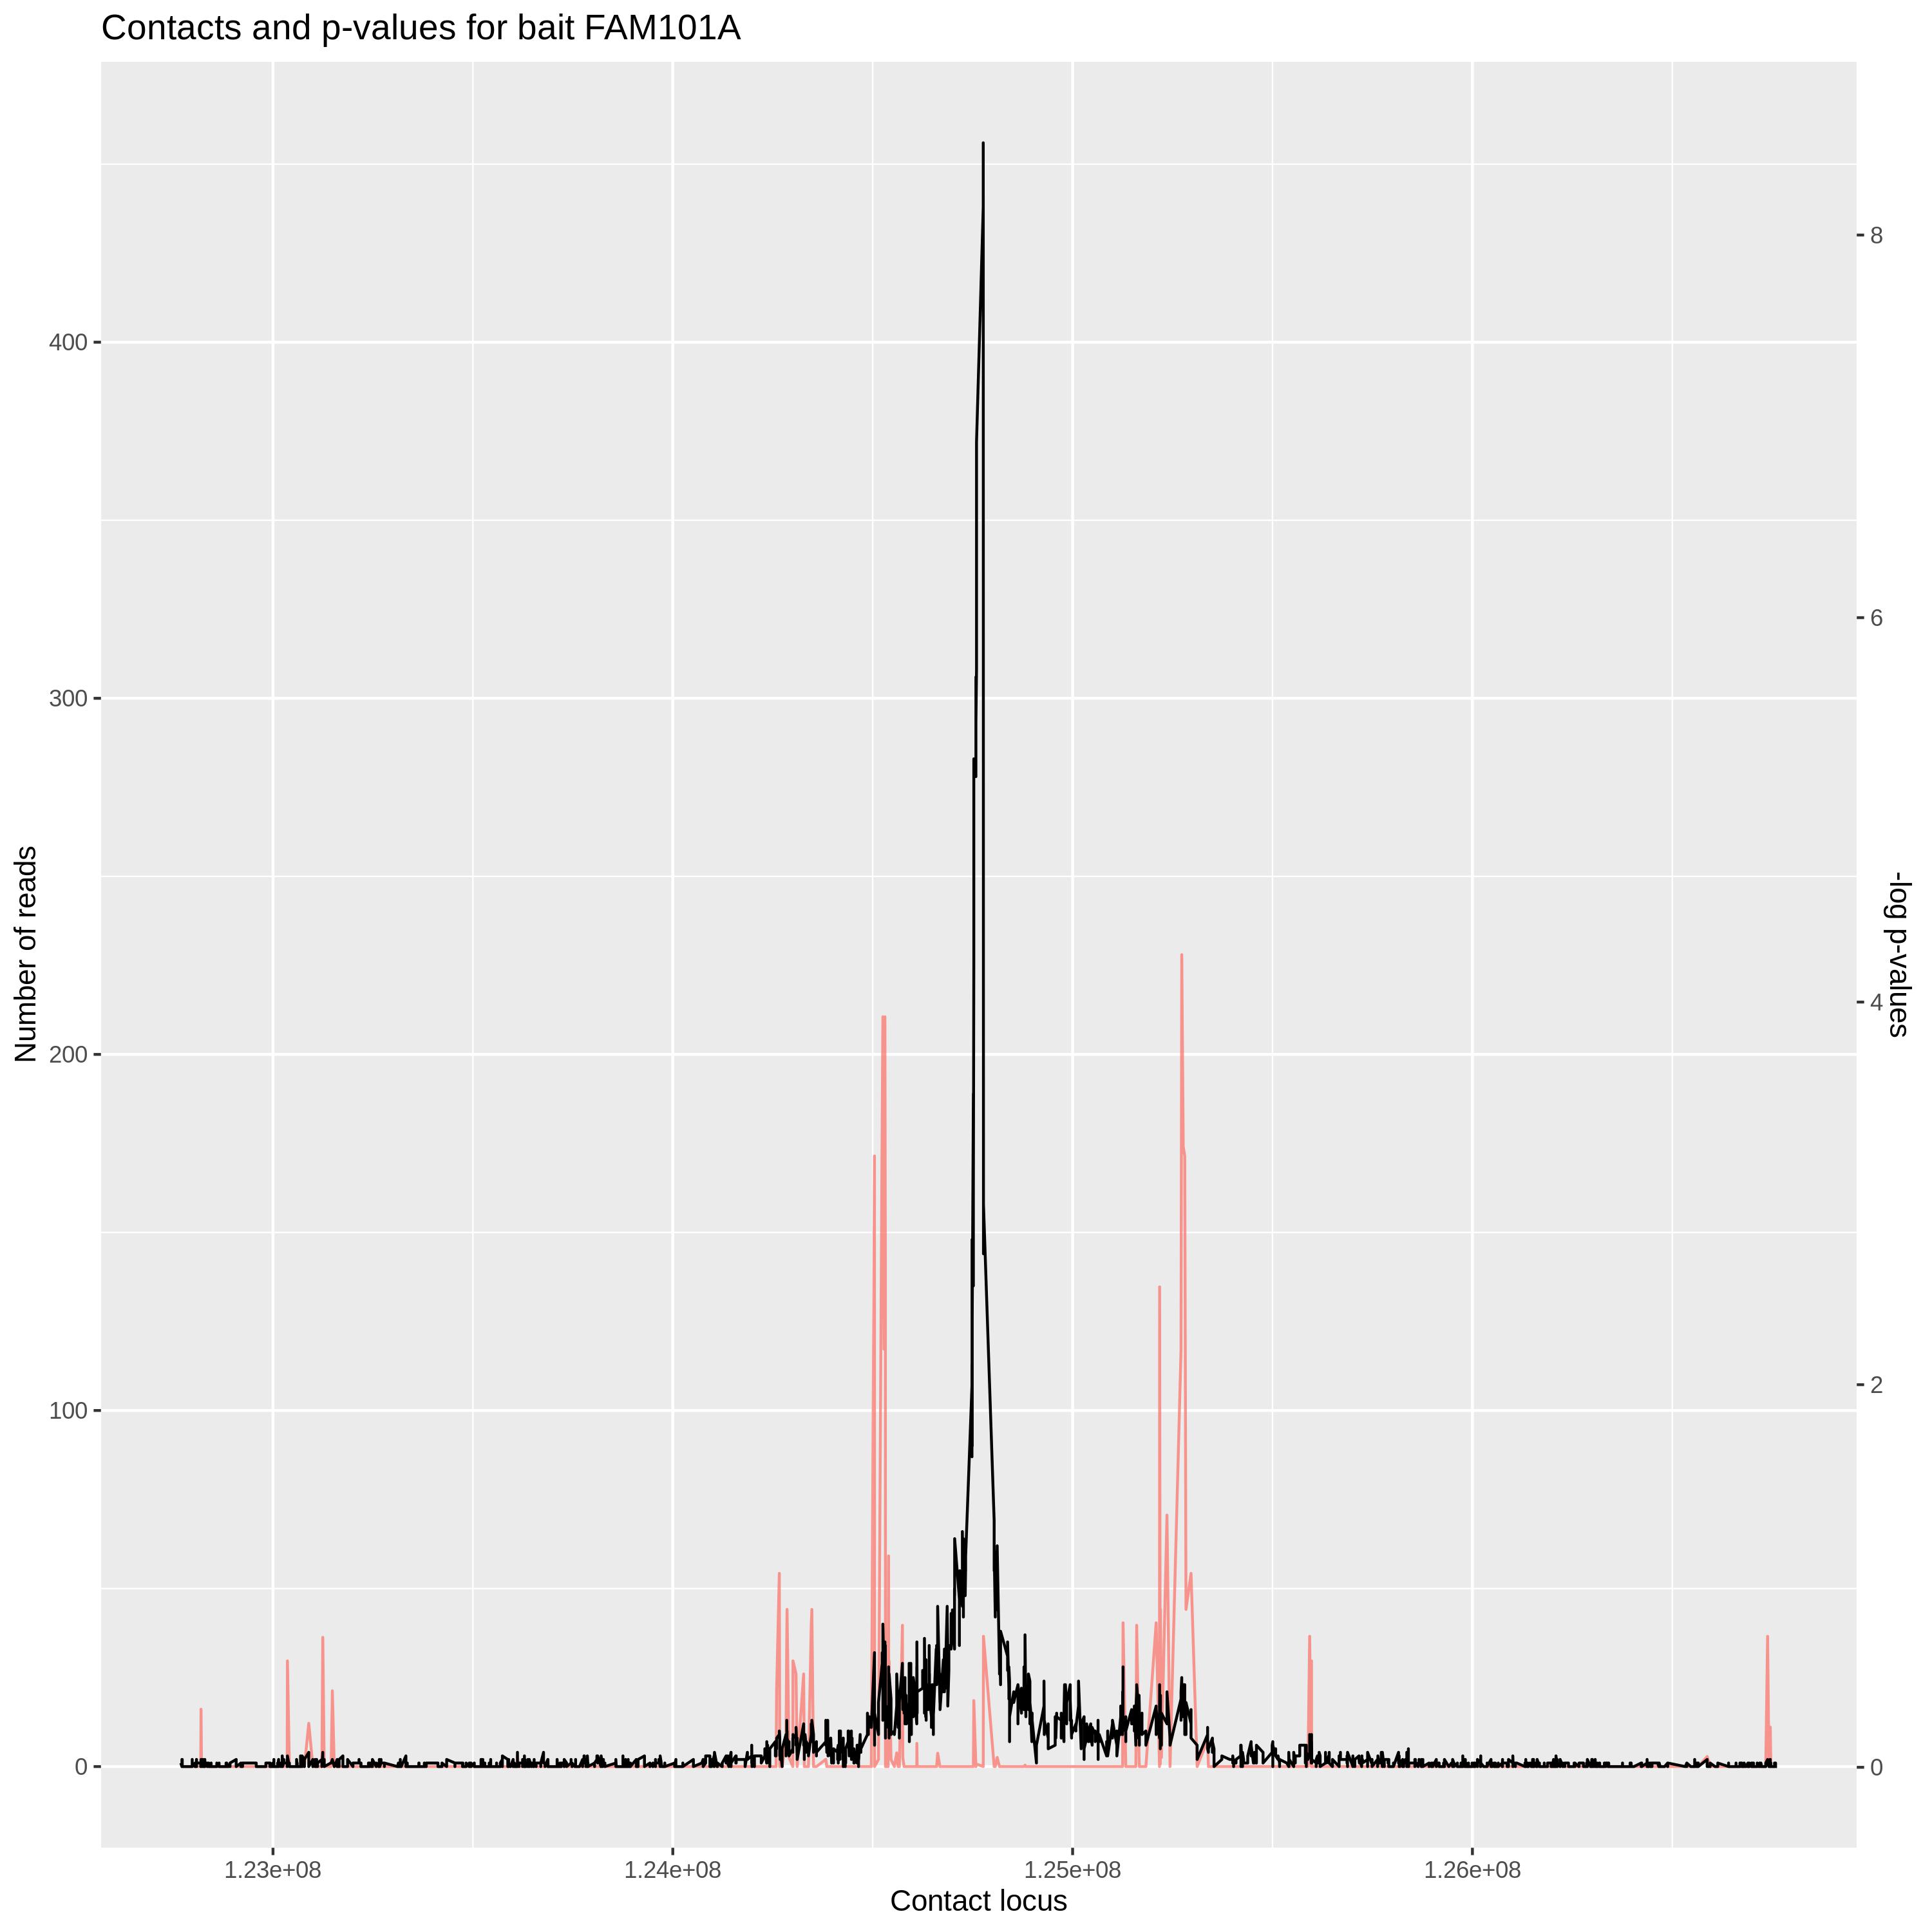 Contacts and p-values for bait FAM101A
Number of reads
400
300
200
100
0
8
6
4
2
0
-log p-values
1.23e+08
1.24e+08
1.25e+08
1.26e+08
Contact locus